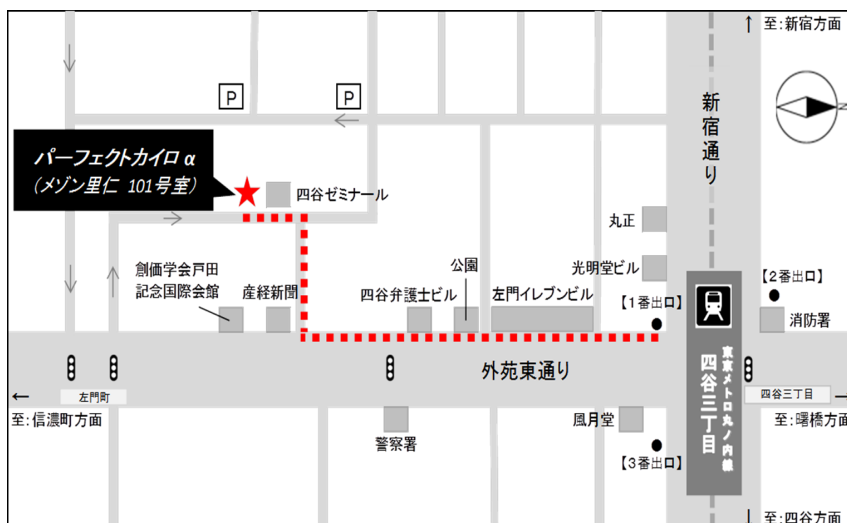 ↑ 至:新宿方面
P
P
新宿通り
N
パーフェクトカイロ α
(メゾン里仁 101号室)
四谷ゼミナール
丸正
光明堂ビル
【2番出口】
創価学会戸田
記念国際会館
産経新聞
四谷弁護士ビル
公園
左門イレブンビル
【1番出口】
消防署
東京メトロ丸ノ内線
四谷三丁目
外苑東通り
←
左門町
四谷三丁目
→
至:信濃町方面
至:曙橋方面
警察署
風月堂
【3番出口】
↓ 至:四谷方面